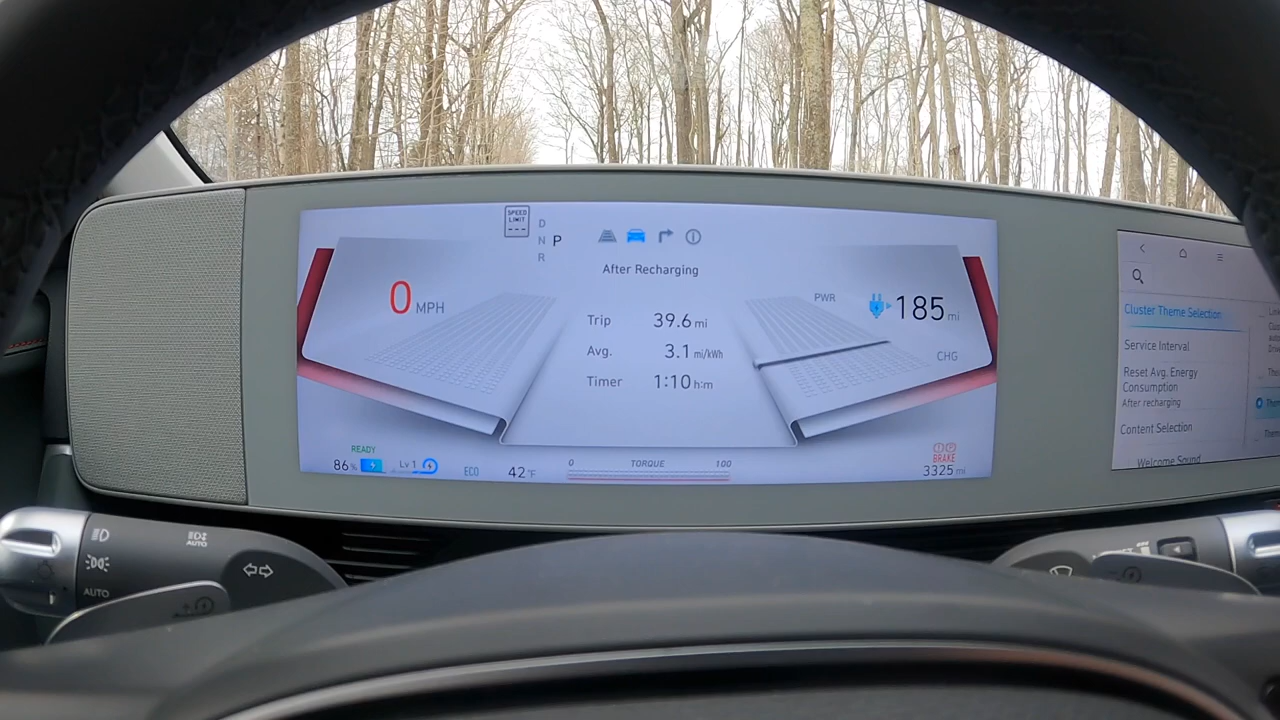 SPEED
LIMIT
---
D
N P
R
After Recharging
0 MPH
Trip 39.6 mi
Avg. 3.1 mi/kWh
Timer 1:10 h:m
PWR
185 mi
CHG
READY
86% Lv 1
ECO
42°F
0 TORQUE 100
BRAKE
3325 mi
Cluster Theme Selection
Service Interval
Reset Avg. Energy
Consumption
After recharging
Content Selection
Welcome Sound
AUTO
AUTO